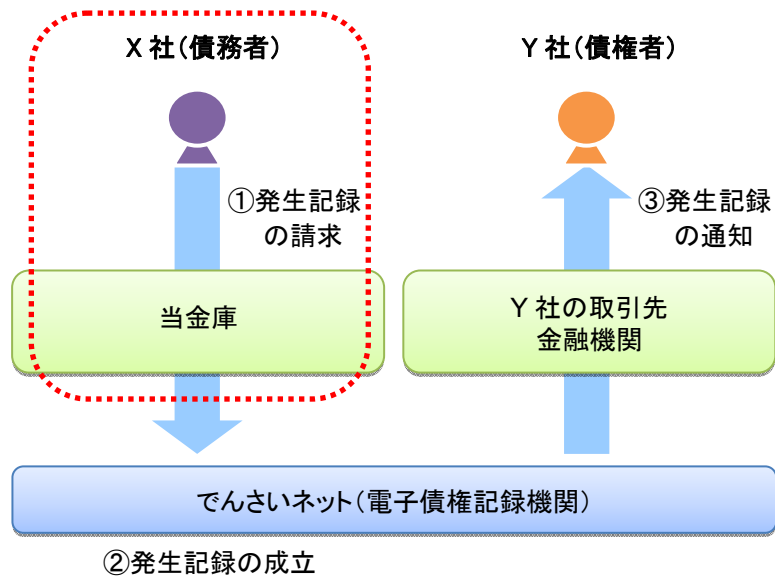 X 社（債務者）
Y 社（債権者）
①発生記録
の請求
③発生記録
の通知
当金庫
Y 社の取引先
金融機関
でんさいネット（電子債権記録機関）
②発生記録の成立